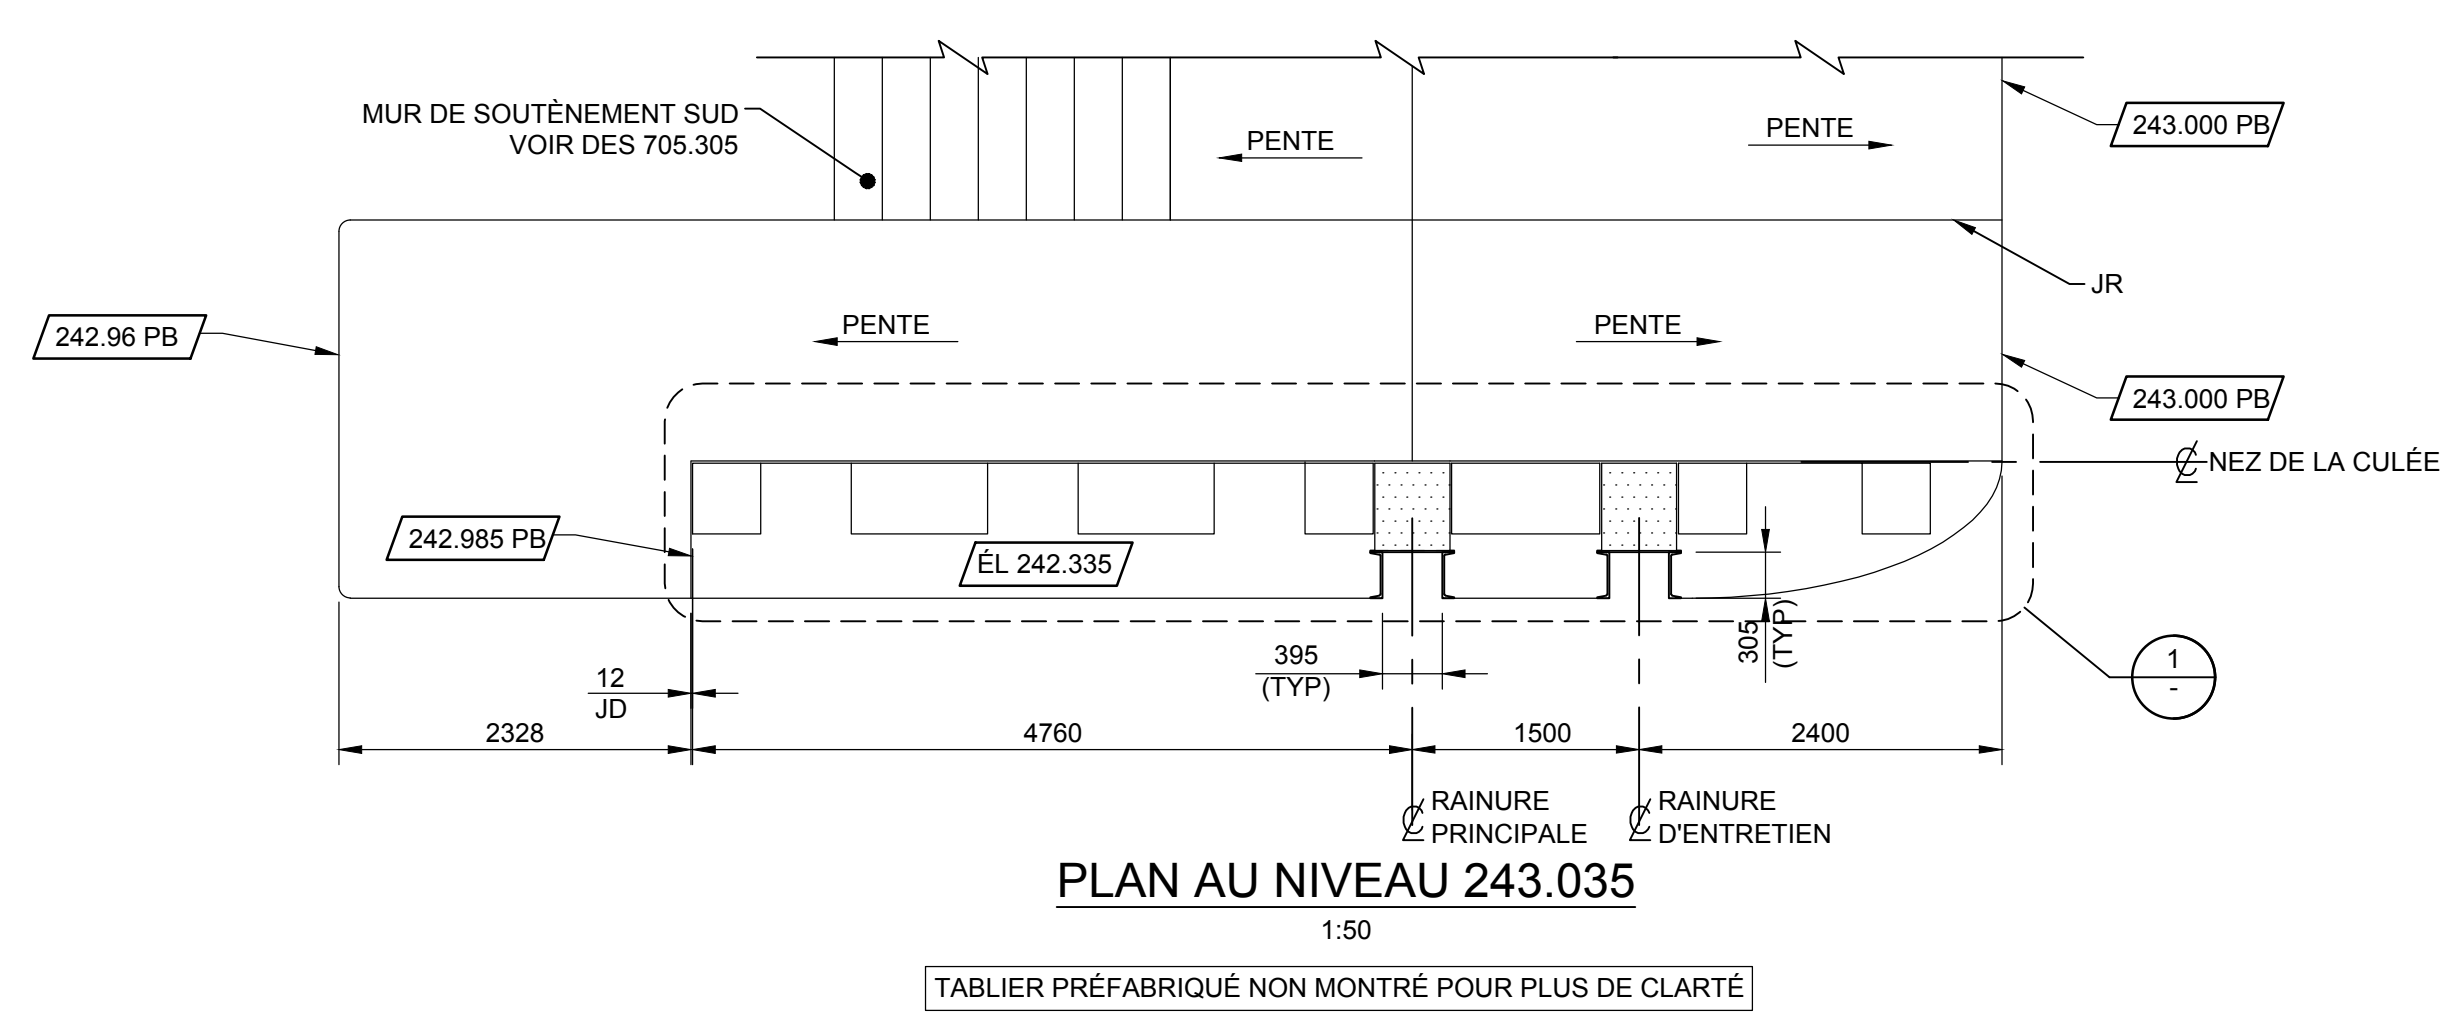 MUR DE SOUTÈNEMENT SUD
VOIR DES 705.305
PENTE
PENTE
243.000 PB
JR
242.96 PB
PENTE
PENTE
243.000 PB
℄ NEZ DE LA CULÉE
242.985 PB
ÉL 242.335
305
(TYP)
395
(TYP)
12
JD
1
-
2328
4760
1500
2400
℄ RAINURE
PRINCIPALE
℄ RAINURE
D'ENTRETIEN
PLAN AU NIVEAU 243.035
1:50
TABLIER PRÉFABRIQUÉ NON MONTRÉ POUR PLUS DE CLARTÉ